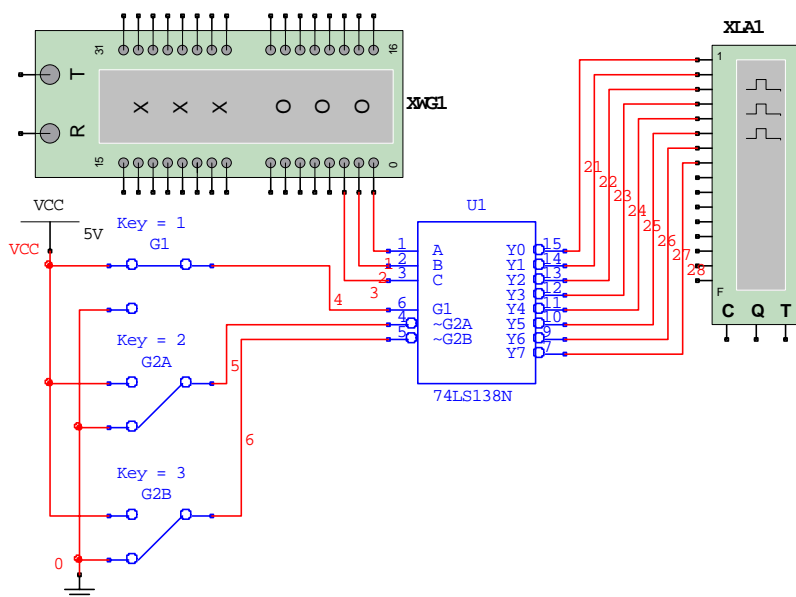 XLA1
31
16
T
X X X O O O
XWG1
R
15
0
1
F
C Q T
VCC
5V
VCC
Key = 1
G1
4
Key = 2
G2A
5
Key = 3
G2B
6
0
U1
1 A Y0 15
2 B Y1 14
3 C Y2 13
Y3 12
6 G1 Y4 11
4 ~G2A Y5 10
5 ~G2B Y6 9
Y7 7
74LS138N
1
2
3
21
22
23
24
25
26
27
28